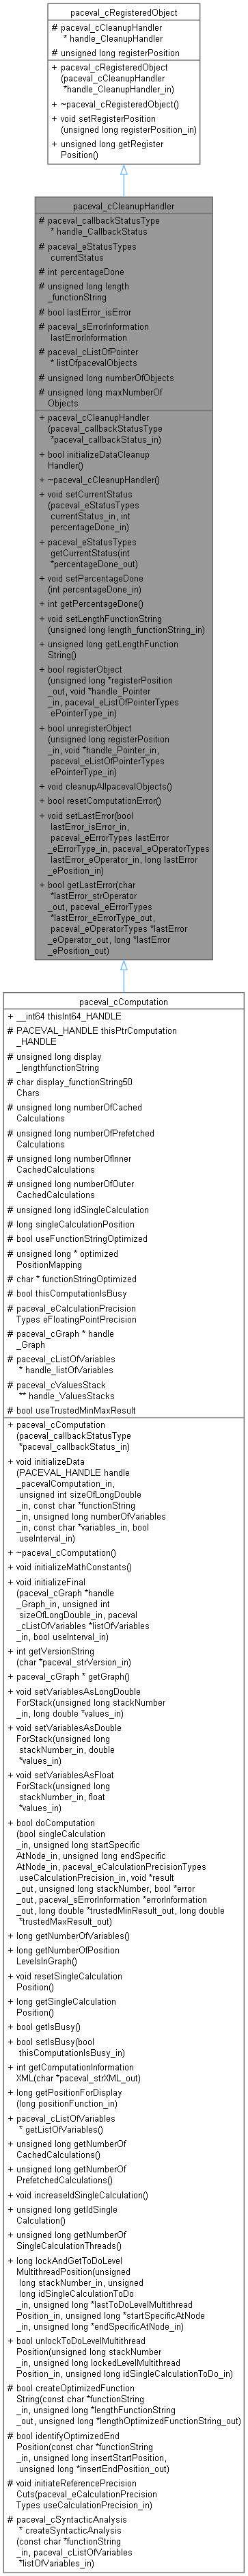 paceval_cRegisteredObject
# paceval_cCleanupHandler
* handle_CleanupHandler
# unsigned long registerPosition
+ paceval_cRegisteredObject
(paceval_cCleanupHandler
*handle_CleanupHandler_in)
+ ~paceval_cRegisteredObject()
+ void setRegisterPosition
(unsigned long registerPosition_in)
+ unsigned long getRegister
Position()
paceval_cCleanupHandler
# paceval_callbackStatusType
* handle_CallbackStatus
# paceval_eStatusTypes
currentStatus
# int percentageDone
# unsigned long length
_functionString
# bool lastError_isError
# paceval_sErrorInformation
lastErrorInformation
# paceval_cListOfPointer
* listOfpacevalObjects
# unsigned long numberOfObjects
# unsigned long maxNumberOf
Objects
+ paceval_cCleanupHandler
(paceval_callbackStatusType
*paceval_callbackStatus_in)
+ bool initializeDataCleanup
Handler()
+ ~paceval_cCleanupHandler()
+ void setCurrentStatus
(paceval_eStatusTypes
currentStatus_in, int
percentageDone_in)
+ paceval_eStatusTypes
getCurrentStatus(int
*percentageDone_out)
+ void setPercentageDone
(int percentageDone_in)
+ int getPercentageDone()
+ void setLengthFunctionString
(unsigned long length_functionString_in)
+ unsigned long getLengthFunction
String()
+ bool registerObject
(unsigned long *registerPosition
_out, void *handle_Pointer
_in, paceval_eListOfPointerTypes
ePointerType_in)
+ bool unregisterObject
(unsigned long registerPosition
_in, void *handle_Pointer_in,
paceval_eListOfPointerTypes
ePointerType_in)
+ void cleanupAllpacevalObjects()
+ bool resetComputationError()
+ void setLastError(bool
lastError_isError_in,
paceval_eErrorTypes lastError
_eErrorType_in, paceval_eOperatorTypes
lastError_eOperator_in, long lastError
_ePosition_in)
+ bool getLastError(char
*lastError_strOperator
_out, paceval_eErrorTypes
*lastError_eErrorType_out,
paceval_eOperatorTypes *lastError
_eOperator_out, long *lastError
_ePosition_out)
paceval_cComputation
+ __int64 thisInt64_HANDLE
# PACEVAL_HANDLE thisPtrComputation
_HANDLE
# unsigned long display
_lengthfunctionString
# char display_functionString50
Chars
# unsigned long numberOfCached
Calculations
# unsigned long numberOfPrefetched
Calculations
# unsigned long numberOfInner
CachedCalculations
# unsigned long numberOfOuter
CachedCalculations
# unsigned long idSingleCalculation
# long singleCalculationPosition
# bool useFunctionStringOptimized
# unsigned long * optimized
PositionMapping
# char * functionStringOptimized
# bool thisComputationIsBusy
# paceval_eCalculationPrecision
Types eFloatingPointPrecision
# paceval_cGraph * handle
_Graph
# paceval_cListOfVariables
* handle_listOfVariables
# paceval_cValuesStack
** handle_ValuesStacks
# bool useTrustedMinMaxResult
+ paceval_cComputation
(paceval_callbackStatusType
*paceval_callbackStatus_in)
+ void initializeData
(PACEVAL_HANDLE handle
_pacevalComputation_in,
unsigned int sizeOfLongDouble
_in, const char *functionString
_in, unsigned long numberOfVariables
_in, const char *variables_in, bool
useInterval_in)
+ ~paceval_cComputation()
+ void initializeMathConstants()
+ void initializeFinal
(paceval_cGraph *handle
_Graph_in, unsigned int
sizeOfLongDouble_in, paceval
_cListOfVariables *listOfVariables
_in, bool useInterval_in)
+ int getVersionString
(char *paceval_strVersion_in)
+ paceval_cGraph * getGraph()
+ void setVariablesAsLongDouble
ForStack(unsigned long stackNumber
_in, long double *values_in)
+ void setVariablesAsDouble
ForStack(unsigned long
stackNumber_in, double
*values_in)
+ void setVariablesAsFloat
ForStack(unsigned long
stackNumber_in, float
*values_in)
+ bool doComputation
(bool singleCalculation
_in, unsigned long startSpecific
AtNode_in, unsigned long endSpecific
AtNode_in, paceval_eCalculationPrecisionTypes
useCalculationPrecision_in, void *result
_out, unsigned long stackNumber, bool *error
_out, paceval_sErrorInformation *errorInformation
_out, long double *trustedMinResult_out, long double
*trustedMaxResult_out)
+ long getNumberOfVariables()
+ long getNumberOfPosition
LevelsInGraph()
+ void resetSingleCalculation
Position()
+ long getSingleCalculation
Position()
+ bool getIsBusy()
+ bool setIsBusy(bool
thisComputationIsBusy_in)
+ int getComputationInformation
XML(char *paceval_strXML_out)
+ long getPositionForDisplay
(long positionFunction_in)
+ paceval_cListOfVariables
* getListOfVariables()
+ unsigned long getNumberOf
CachedCalculations()
+ unsigned long getNumberOf
PrefetchedCalculations()
+ void increaseIdSingleCalculation()
+ unsigned long getIdSingle
Calculation()
+ unsigned long getNumberOf
SingleCalculationThreads()
+ long lockAndGetToDoLevel
MultithreadPosition(unsigned
long stackNumber_in, unsigned
long idSingleCalculationToDo
_in, unsigned long *lastToDoLevelMultithread
Position_in, unsigned long *startSpecificAtNode
_in, unsigned long *endSpecificAtNode_in)
+ bool unlockToDoLevelMultithread
Position(unsigned long stackNumber
_in, unsigned long lockedLevelMultithread
Position_in, unsigned long idSingleCalculationToDo_in)
# bool createOptimizedFunction
String(const char *functionString
_in, unsigned long *lengthFunctionString
_out, unsigned long *lengthOptimizedFunctionString_out)
# bool identifyOptimizedEnd
Position(const char *functionString
_in, unsigned long insertStartPosition,
unsigned long *insertEndPosition_out)
# void initiateReferencePrecision
Cuts(paceval_eCalculationPrecision
Types useCalculationPrecision_in)
# paceval_cSyntacticAnalysis
* createSyntacticAnalysis
(const char *functionString
_in, paceval_cListOfVariables
*listOfVariables_in)